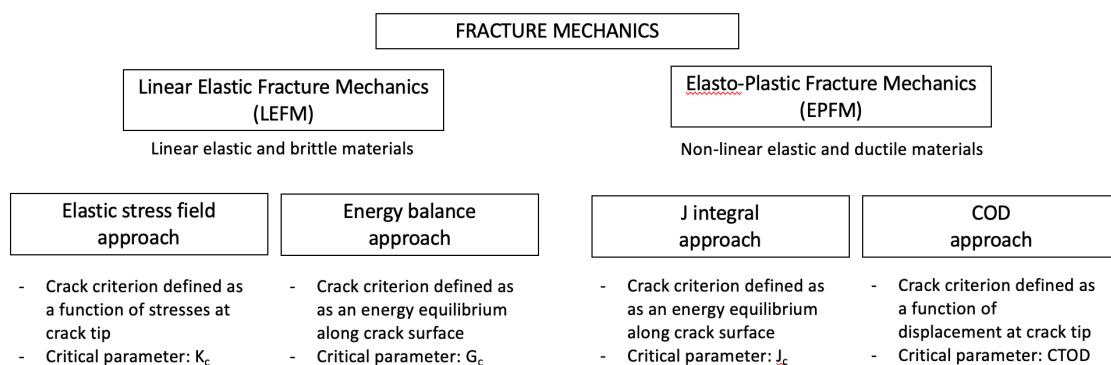 FRACTURE MECHANICS
Linear Elastic Fracture Mechanics
(LEFM)
Linear elastic and brittle materials
Elasto-Plastic Fracture Mechanics
(EPFM)
Non-linear elastic and ductile materials
Elastic stress field
approach
- Crack criterion defined as
a function of stresses at
crack tip
- Critical parameter: Kc
Energy balance
approach
- Crack criterion defined as
as an energy equilibrium
along crack surface
- Critical parameter: Gc
J integral
approach
- Crack criterion defined as
as an energy equilibrium
along crack surface
- Critical parameter: Jc
COD
approach
- Crack criterion defined as
a function of
displacement at crack tip
- Critical parameter: CTOD